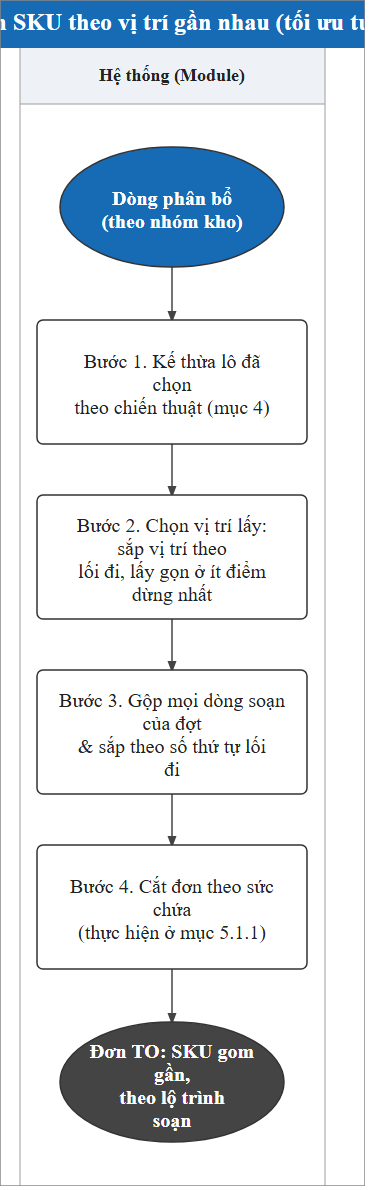 SKU theo vị trí gần nhau (tối ưu
Hệ thống (Module)
Dòng phân bổ
(theo nhóm kho)
Bước 1. Kế thừa lô đã
chọn
theo chiến thuật (mục 4)
Bước 2. Chọn vị trí lấy:
sắp vị trí theo
lối đi, lấy gọn ở ít điểm
dừng nhất
Bước 3. Gộp mọi dòng soạn
của đợt
& sắp theo số thứ tự lối
đi
Bước 4. Cắt đơn theo sức
chứa
(thực hiện ở mục 5.1.1)
Đơn TO: SKU gom
gần,
theo lộ trình
soạn